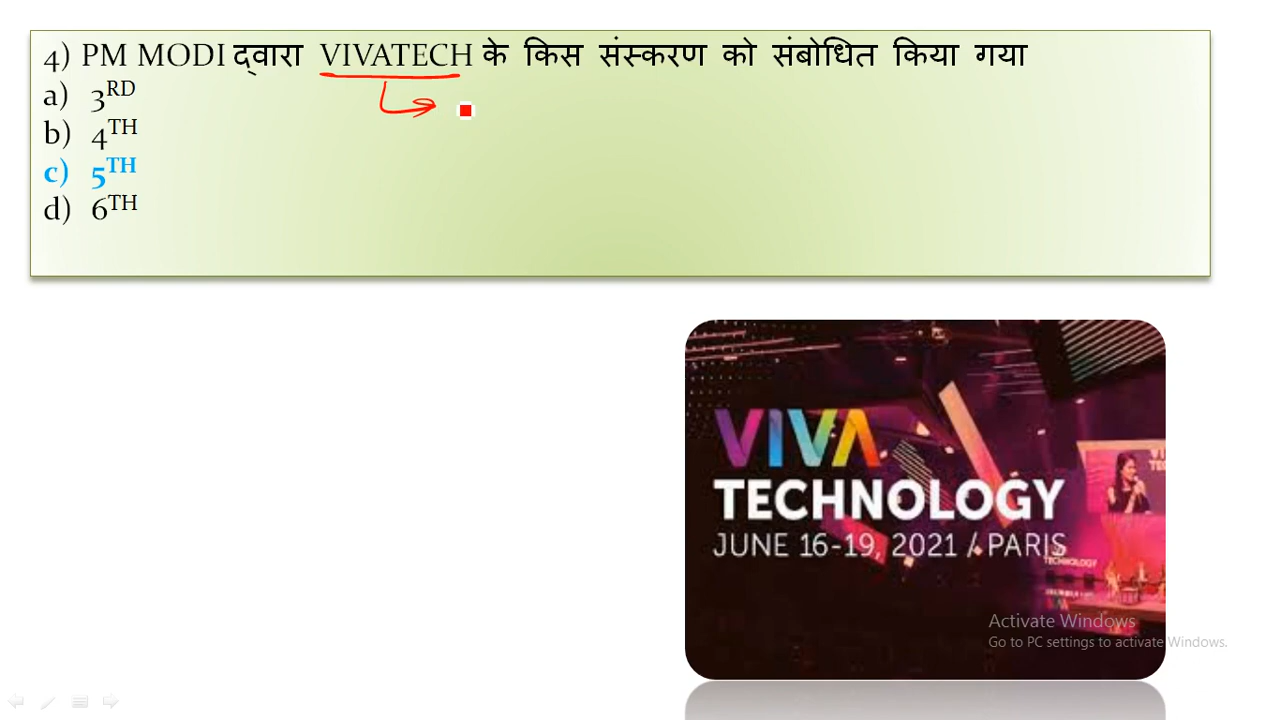 4) PM MODI द्वारा VIVATECH के किस संस्करण को संबोधित किया गया
a) 3RD
b) 4TH
c) 5TH
d) 6TH
VIVA
TECHNOLOGY
JUNE 16-19, 2021 / PARIS
TECHNOLOGY
Activate Windows
Go to PC settings to activate Windows.